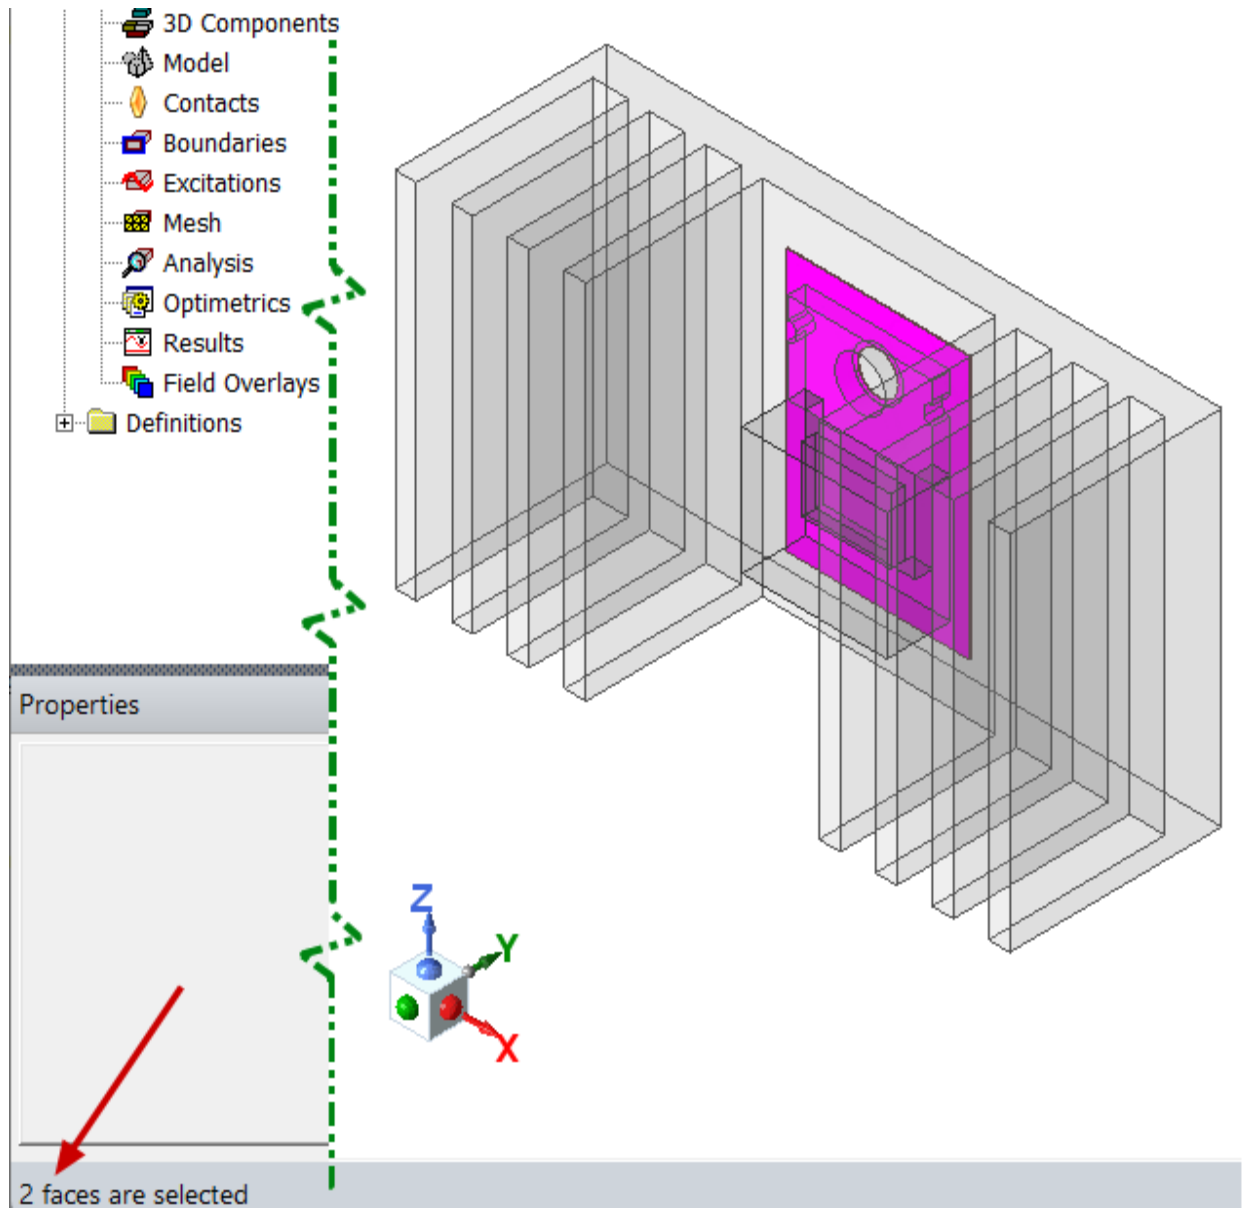 3D Components
Model
Contacts
Boundaries
Excitations
Mesh
Analysis
Optimetrics
Results
Field Overlays
Definitions
Properties
Z
Y
X
2 faces are selected